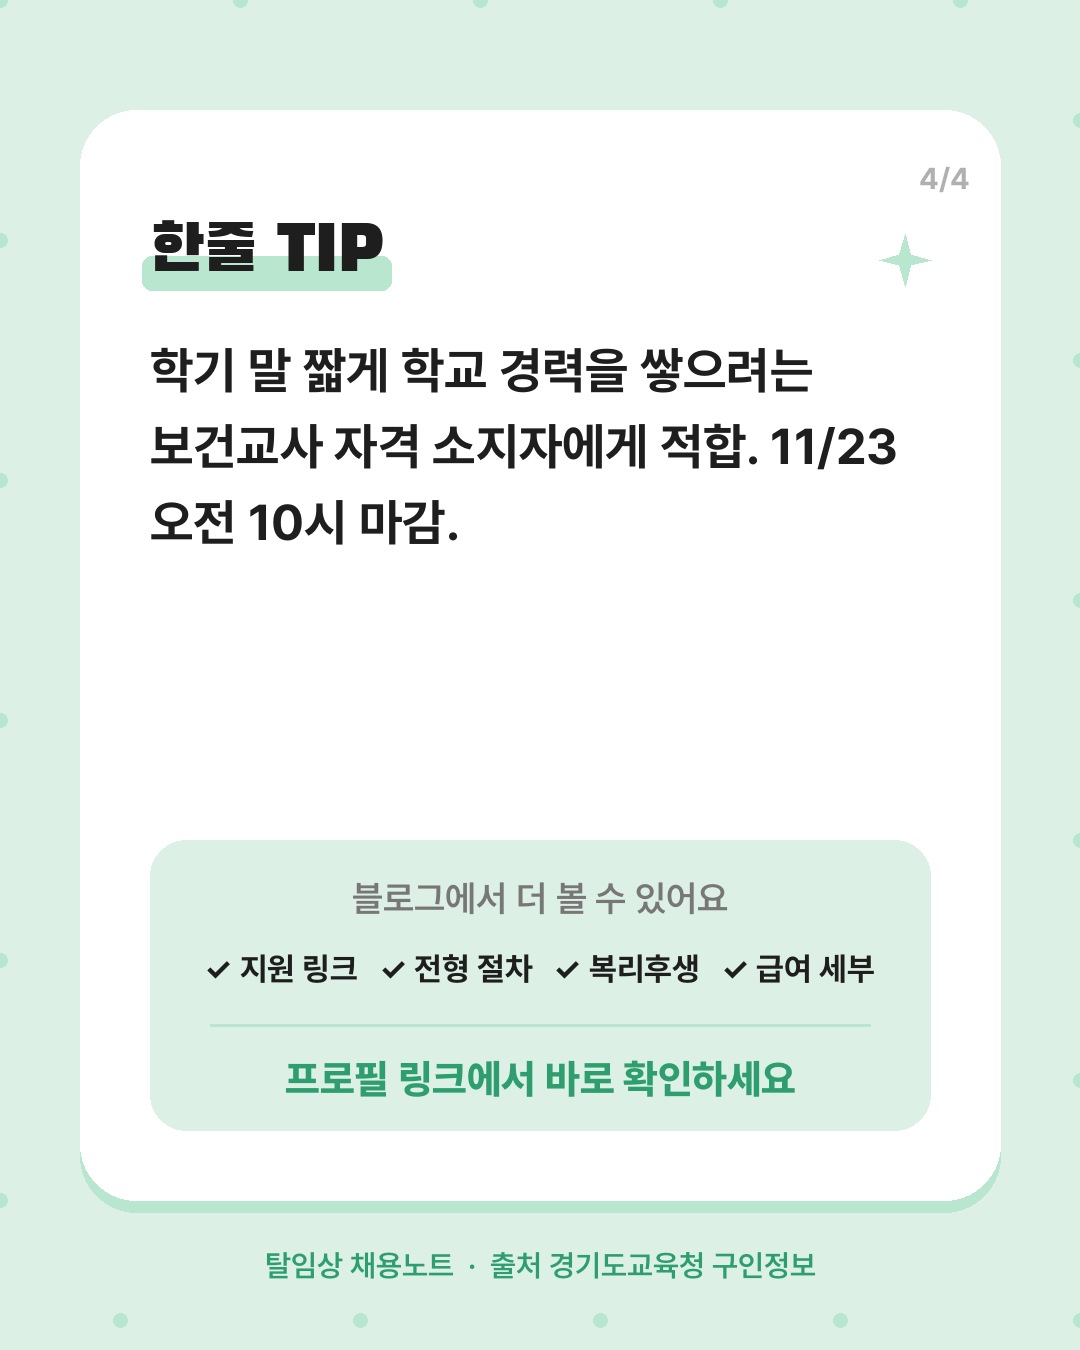 4/4
한줄 TIP
학기 말 짧게 학교 경력을 쌓으려는
보건교사 자격 소지자에게 적합. 11/23
오전 10시 마감.
블로그에서 더 볼 수 있어요
✓ 지원 링크 ✓ 전형 절차 ✓ 복리후생 ✓ 급여 세부
프로필 링크에서 바로 확인하세요
탈임상 채용노트 · 출처 경기도교육청 구인정보